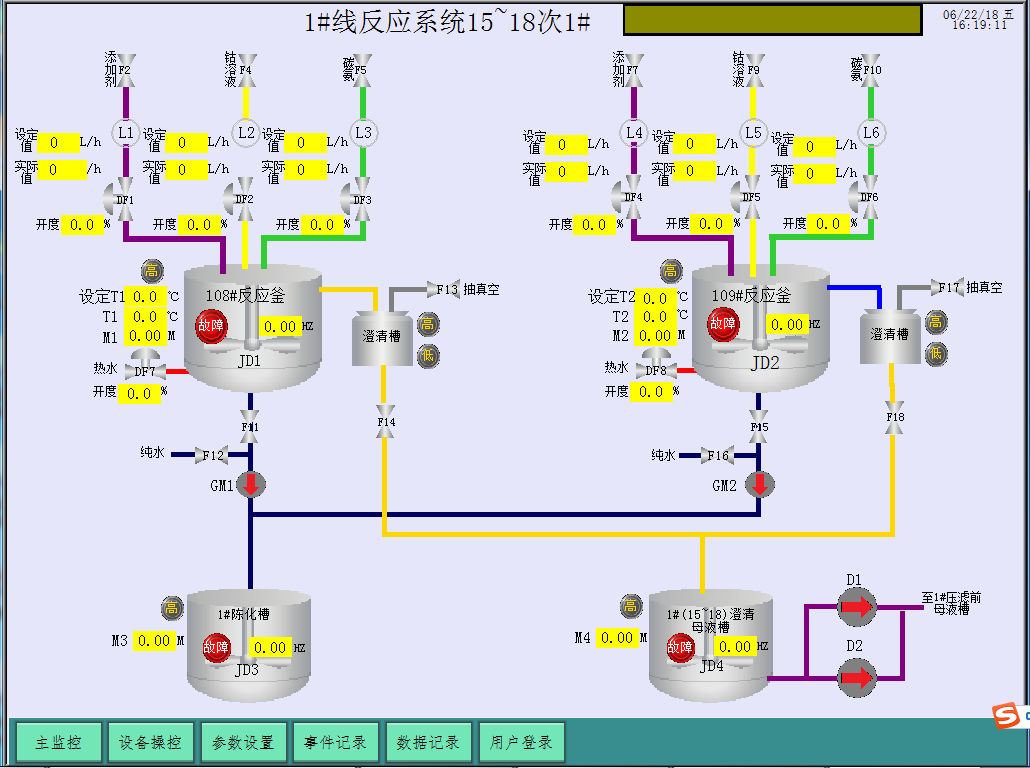 1#线反应系统15~18次1#
06/22/18 五
16:19:11
添加剂 F2
钴溶液 F4
碳氨 F5
添加剂 F7
钴溶液 F9
碳氨 F10
L1
L2
L3
L4
L5
L6
设定值 0 L/h
设定值 0 L/h
设定值 0 L/h
设定值 0 L/h
设定值 0 L/h
设定值 0 L/h
实际值 0 /h
实际值 0 L/h
实际值 0 L/h
实际值 0 L/h
实际值 0 L/h
实际值 0 L/h
DF1
DF2
DF3
DF4
DF5
DF6
开度 0.0 %
开度 0.0 %
开度 0.0 %
开度 0.0 %
开度 0.0 %
开度 0.0 %
高
设定T1 0.0 ℃
T1 0.0 ℃
M1 0.00 M
热水 DF7
开度 0.0 %
108#反应釜
故障
0.00 HZ
JD1
F13 抽真空
澄清槽
高
低
F14
F11
纯水 F12
GM1
高
设定T2 0.0 ℃
T2 0.0 ℃
M2 0.00 M
热水 DF8
开度 0.0 %
109#反应釜
故障
0.00 HZ
JD2
F17 抽真空
澄清槽
高
低
F18
F15
纯水 F16
GM2
高
M3 0.00 M
1#陈化槽
故障
0.00 HZ
JD3
高
M4 0.00 M
1#(15~18)澄清
母液槽
故障
0.00 HZ
JD4
D1
D2
至1#压滤前
母液槽
主监控
设备操控
参数设置
事件记录
数据记录
用户登录